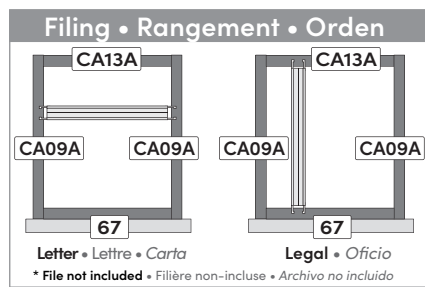 Filing • Rangement • Orden
CA13A CA13A
CA09A CA09A CA09A CA09A
67 67
Letter • Lettre • Carta Legal • Oficio
* File not included • Filière non-incluse • Archivo no incluido